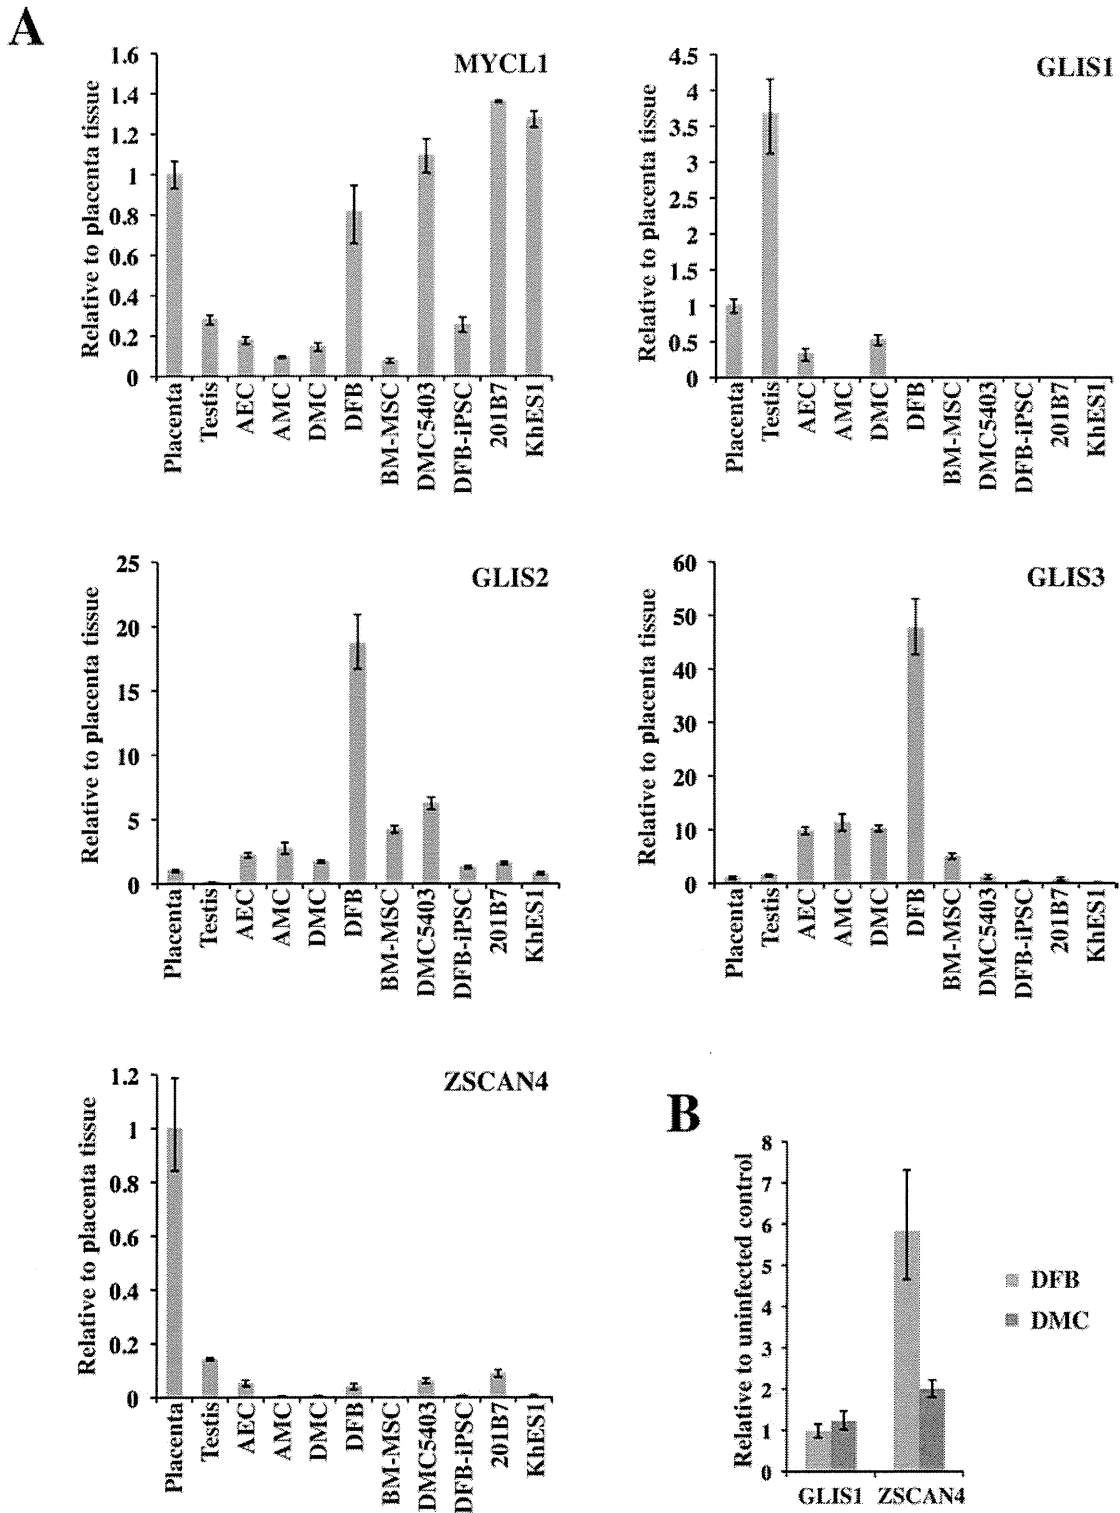 A
MYCL1
Relative to placenta tissue
1.6
1.4
1.2
1
0.8
0.6
0.4
0.2
0
Placenta
Testis
AEC
AMC
DMC
DFB
BM-MSC
DMC5403
DFB-iPSC
201B7
KhES1
GLIS1
Relative to placenta tissue
4.5
4
3.5
3
2.5
2
1.5
1
0.5
0
Placenta
Testis
AEC
AMC
DMC
DFB
BM-MSC
DMC5403
DFB-iPSC
201B7
KhES1
GLIS2
Relative to placenta tissue
25
20
15
10
5
0
Placenta
Testis
AEC
AMC
DMC
DFB
BM-MSC
DMC5403
DFB-iPSC
201B7
KhES1
GLIS3
Relative to placenta tissue
60
50
40
30
20
10
0
Placenta
Testis
AEC
AMC
DMC
DFB
BM-MSC
DMC5403
DFB-iPSC
201B7
KhES1
ZSCAN4
Relative to placenta tissue
1.2
1
0.8
0.6
0.4
0.2
0
Placenta
Testis
AEC
AMC
DMC
DFB
BM-MSC
DMC5403
DFB-iPSC
201B7
KhES1
B
Relative to uninfected control
8
7
6
5
4
3
2
1
0
GLIS1 ZSCAN4
DFB
DMC